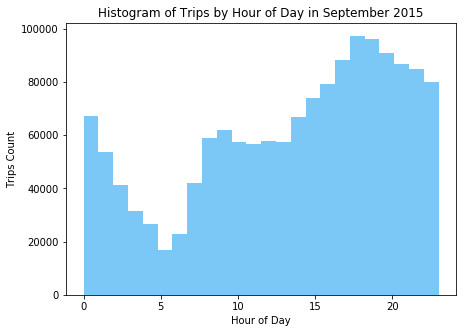 Histogram of Trips by Hour of Day in September 2015
Trips Count
100000
80000
60000
40000
20000
0
0 5 10 15 20
Hour of Day